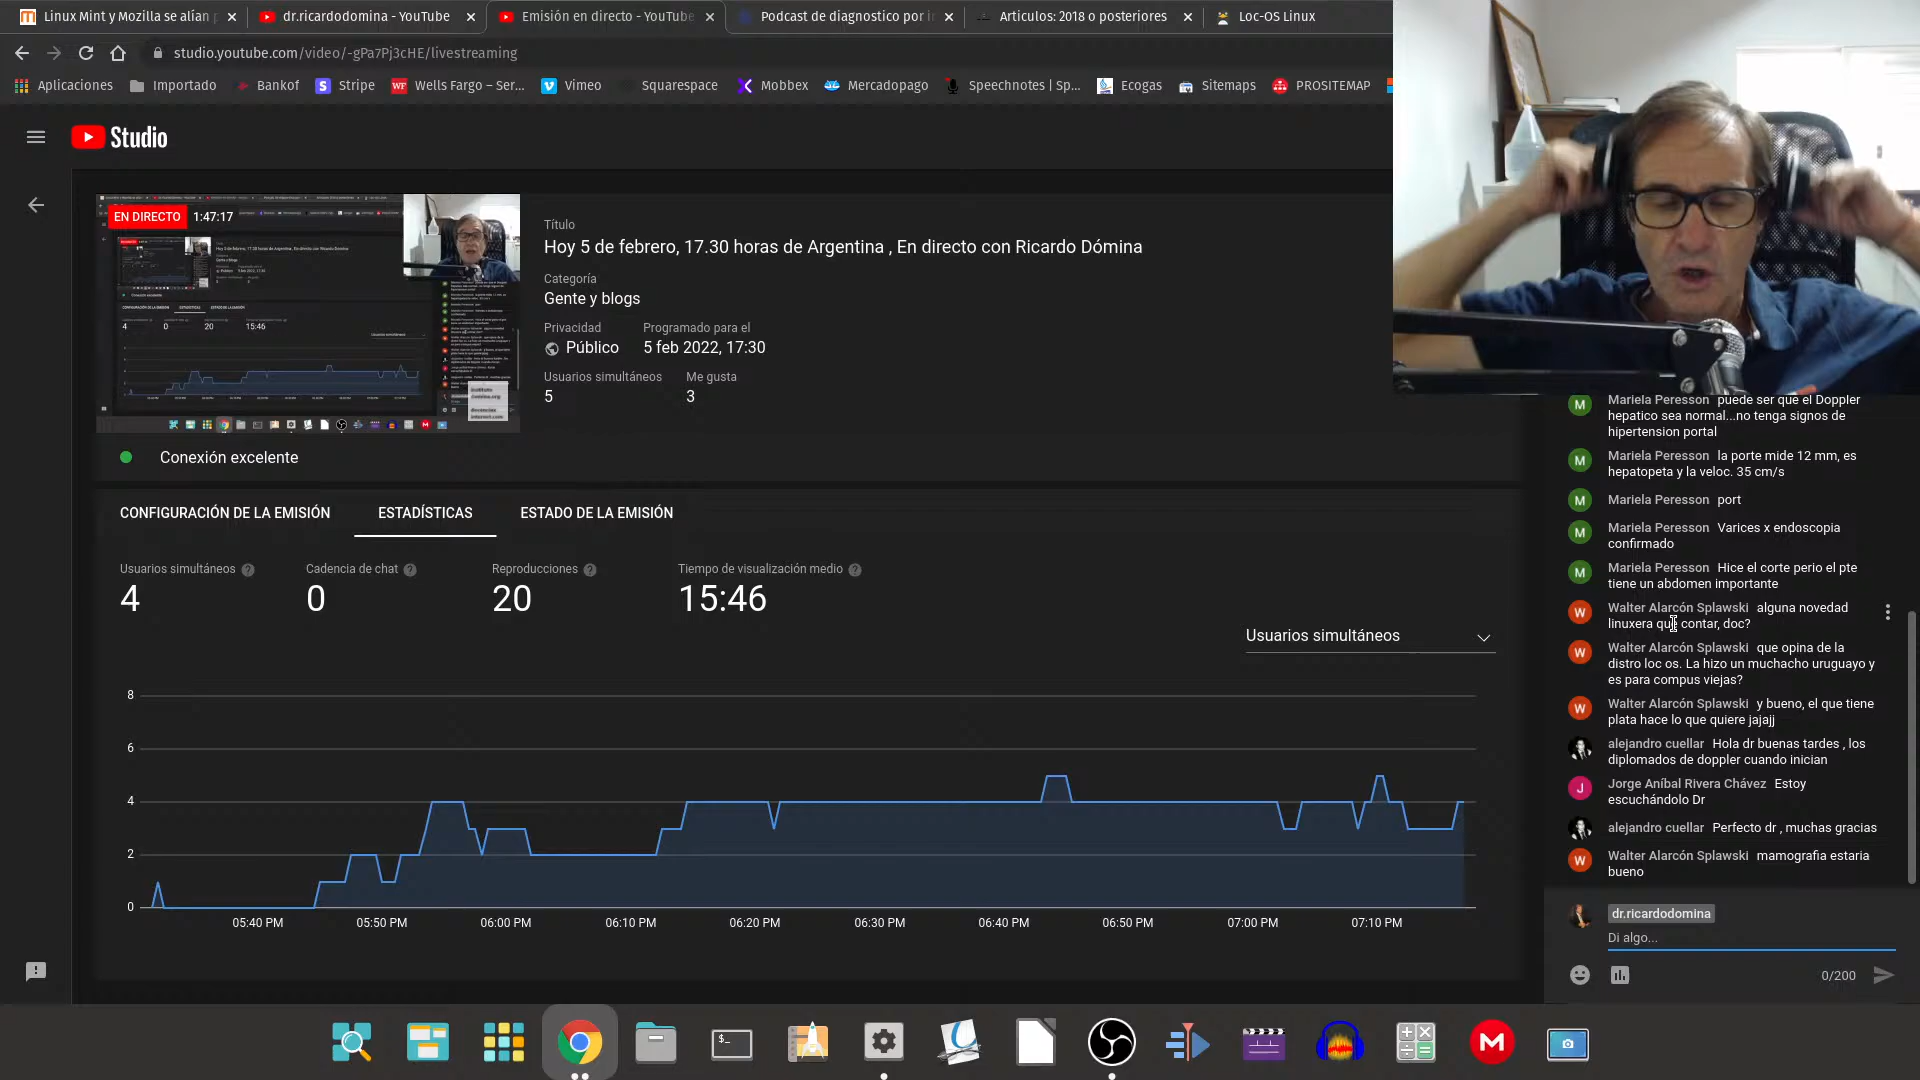 Linux Mint y Mozilla se alían
dr.ricardodomina - YouTube
Emisión en directo - YouTube
Podcast de diagnostico por i
Articulos: 2018 o posteriores
Loc-OS Linux
studio.youtube.com/video/-gPa7Pj3cHE/livestreaming
Aplicaciones
Importado
Bankof
Stripe
Wells Fargo – Ser...
Vimeo
Squarespace
Mobbex
Mercadopago
Speechnotes | Sp...
Ecogas
Sitemaps
PROSITEMAP
Studio
EN DIRECTO 1:47:17
Título
Hoy 5 de febrero, 17.30 horas de Argentina , En directo con Ricardo Dómina
Categoría
Gente y blogs
Privacidad
Público
Programado para el
5 feb 2022, 17:30
Usuarios simultáneos
5
Me gusta
3
Conexión excelente
CONFIGURACIÓN DE LA EMISIÓN
ESTADÍSTICAS
ESTADO DE LA EMISIÓN
Usuarios simultáneos
4
Cadencia de chat
0
Reproducciones
20
Tiempo de visualización medio
15:46
Usuarios simultáneos
8
6
4
2
0
05:40 PM
05:50 PM
06:00 PM
06:10 PM
06:20 PM
06:30 PM
06:40 PM
06:50 PM
07:00 PM
07:10 PM
Mariela Peresson puede ser que el Doppler
hepatico sea normal...no tenga signos de
hipertension portal
Mariela Peresson la porte mide 12 mm, es
hepatopeta y la veloc. 35 cm/s
Mariela Peresson port
Mariela Peresson Varices x endoscopia
confirmado
Mariela Peresson Hice el corte perio el pte
tiene un abdomen importante
Walter Alarcón Splawski alguna novedad
linuxera que contar, doc?
Walter Alarcón Splawski que opina de la
distro loc os. La hizo un muchacho uruguayo y
es para compus viejas?
Walter Alarcón Splawski y bueno, el que tiene
plata hace lo que quiere jajajj
alejandro cuellar Hola dr buenas tardes , los
diplomados de doppler cuando inician
Jorge Aníbal Rivera Chávez Estoy
escuchándolo Dr
alejandro cuellar Perfecto dr , muchas gracias
Walter Alarcón Splawski mamografia estaria
bueno
dr.ricardodomina
Di algo...
0/200